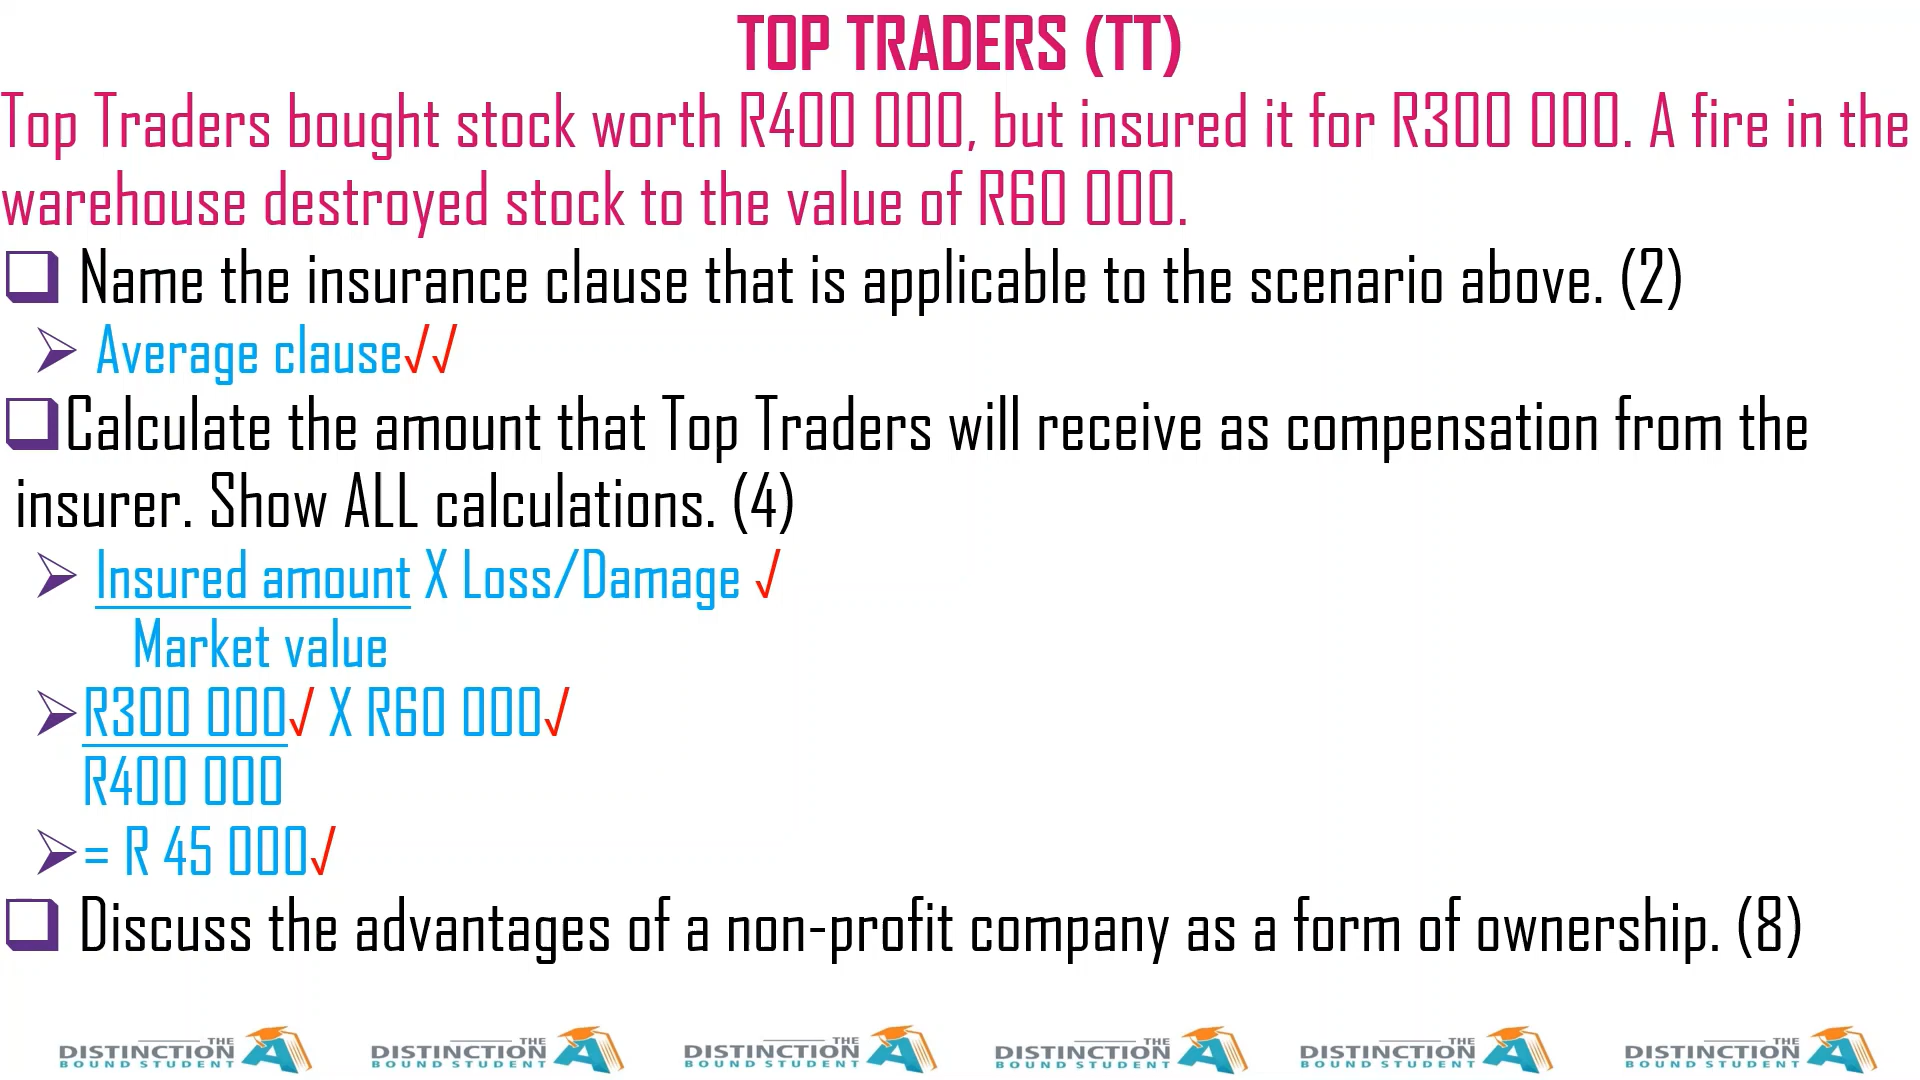 TOP TRADERS (TT)
Top Traders bought stock worth R400 000, but insured it for R300 000. A fire in the
warehouse destroyed stock to the value of R60 000.
❑ Name the insurance clause that is applicable to the scenario above. (2)
➢ Average clause√√
❑Calculate the amount that Top Traders will receive as compensation from the
insurer. Show ALL calculations. (4)
➢ Insured amount X Loss/Damage √
Market value
➢R300 000√ X R60 000√
R400 000
➢= R 45 000√
❑ Discuss the advantages of a non-profit company as a form of ownership. (8)
THE DISTINCTION BOUND STUDENT A
THE DISTINCTION BOUND STUDENT A
THE DISTINCTION BOUND STUDENT A
THE DISTINCTION BOUND STUDENT A
THE DISTINCTION BOUND STUDENT A
THE DISTINCTION BOUND STUDENT A